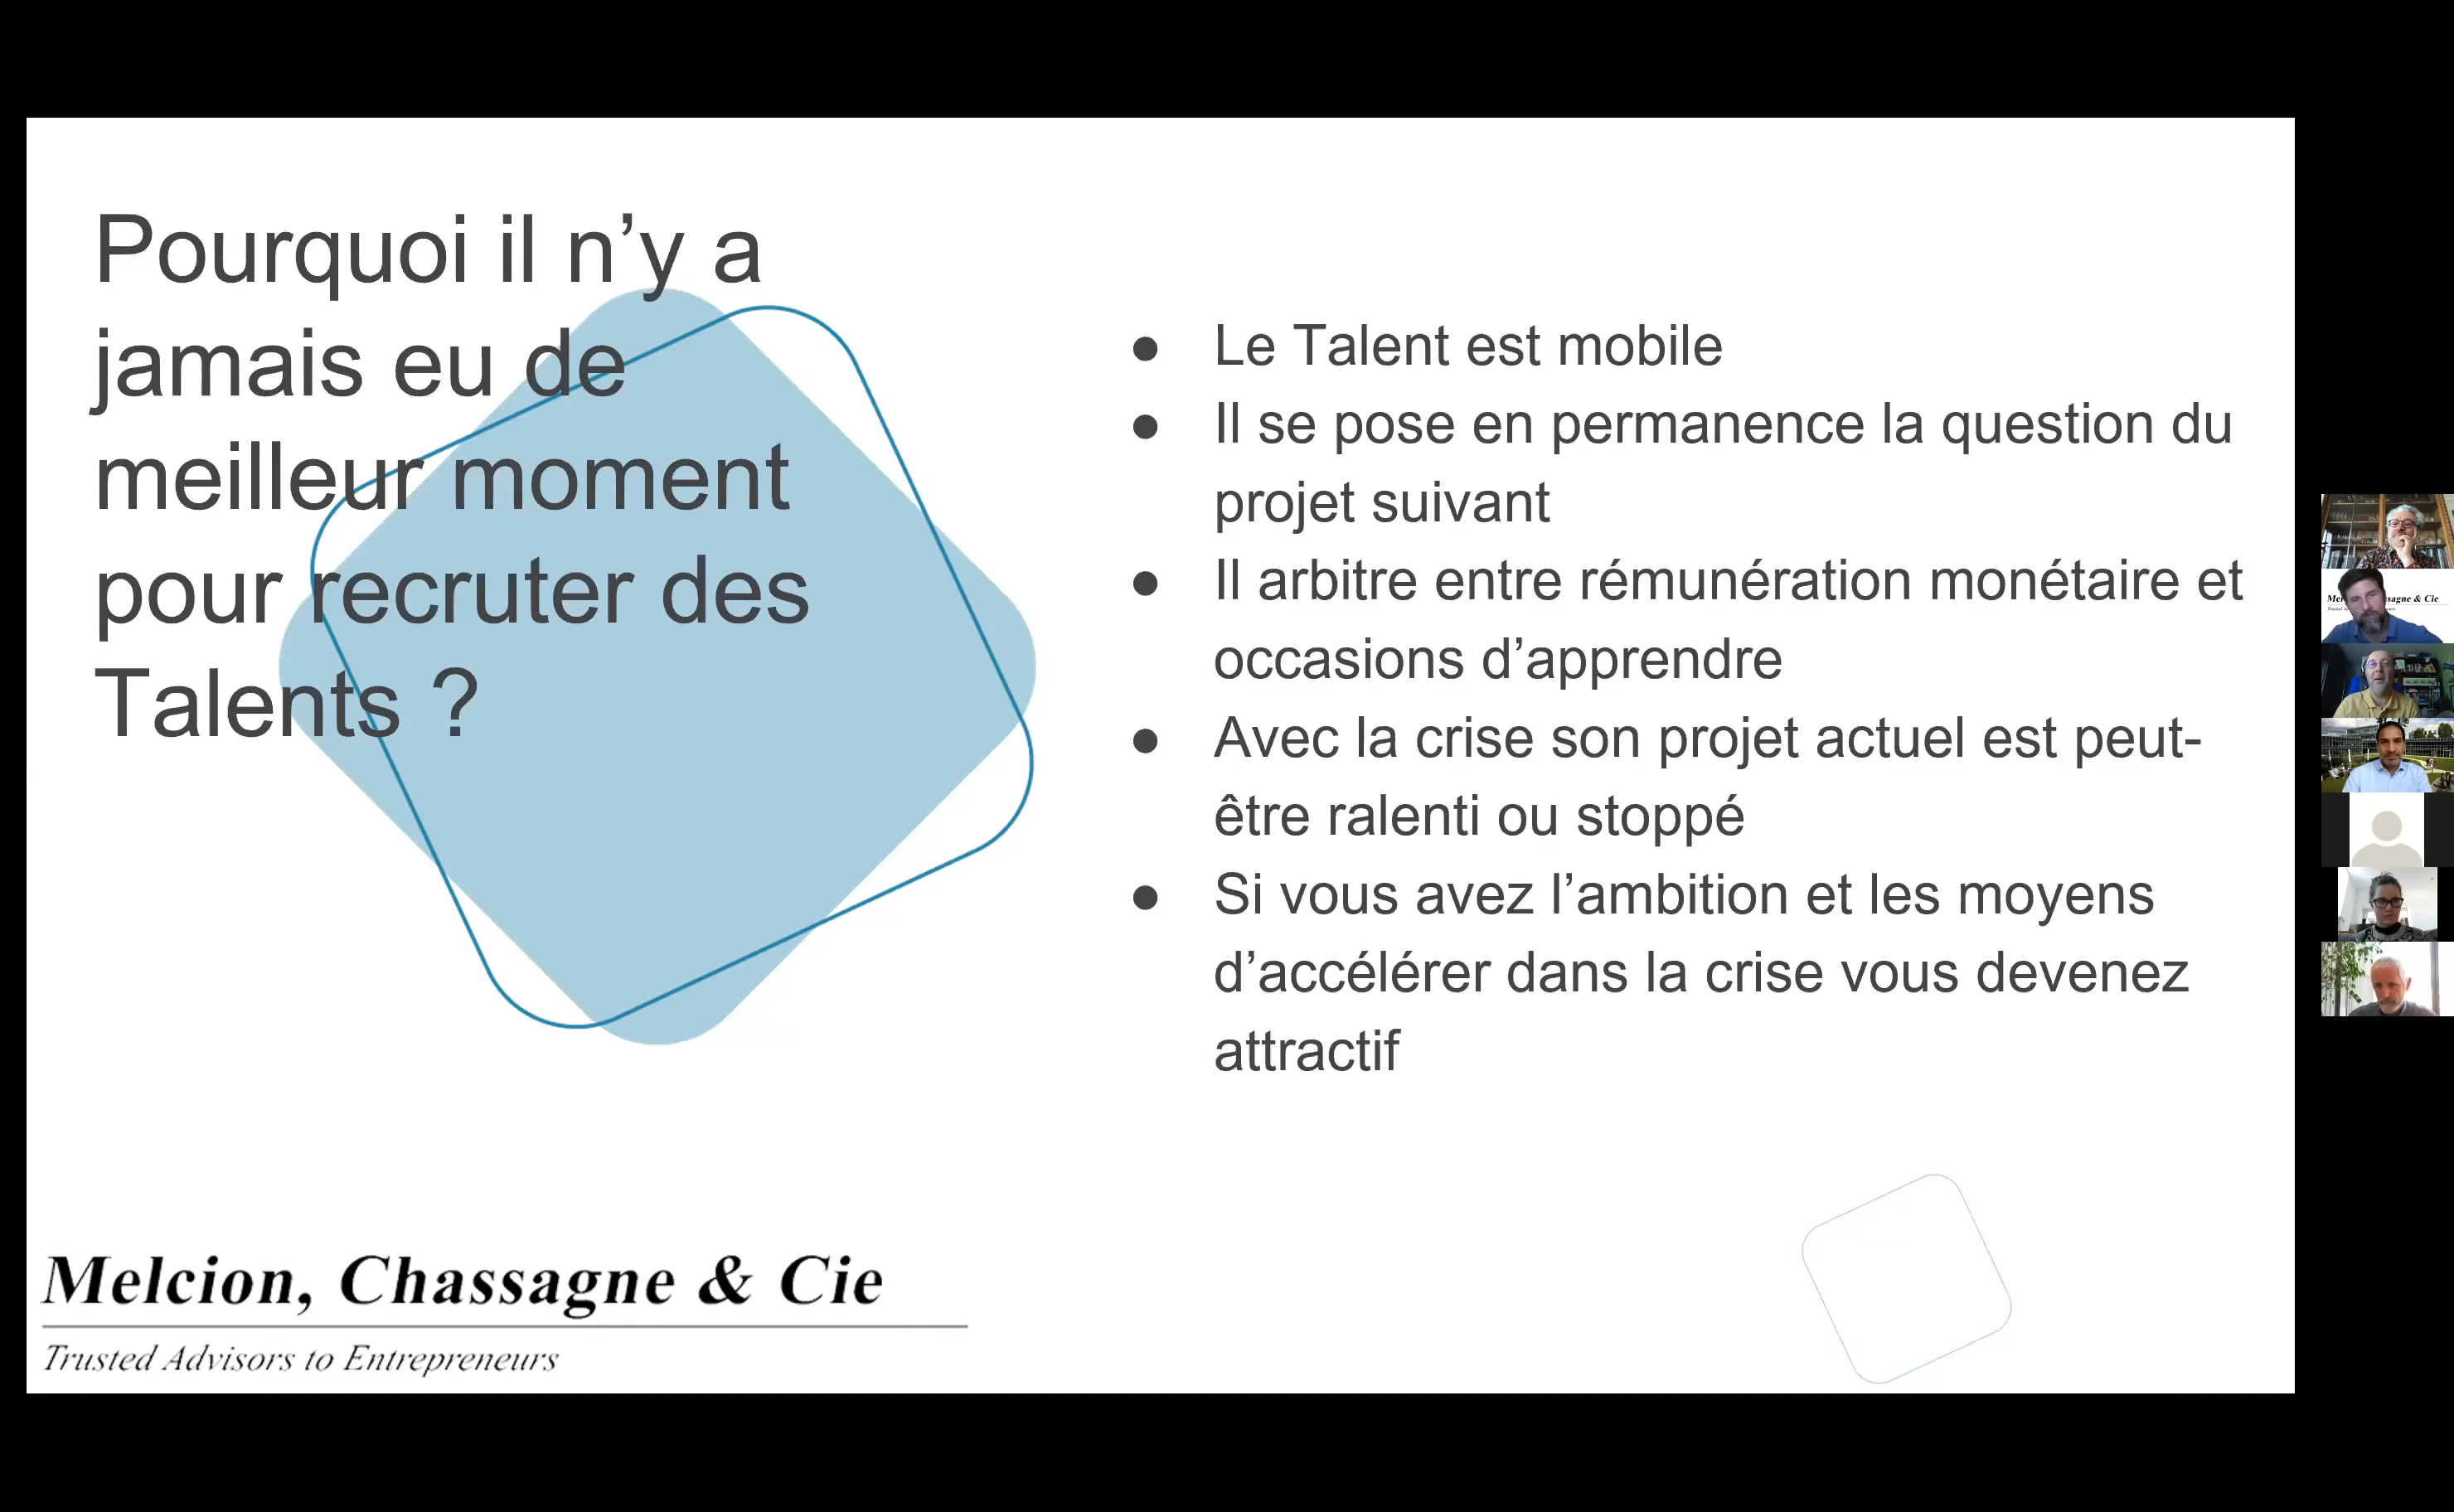 Pourquoi il n’y a
jamais eu de
meilleur moment
pour recruter des
Talents ?
● Le Talent est mobile
● Il se pose en permanence la question du
projet suivant
● Il arbitre entre rémunération monétaire et
occasions d’apprendre
● Avec la crise son projet actuel est peut-
être ralenti ou stoppé
● Si vous avez l’ambition et les moyens
d’accélérer dans la crise vous devenez
attractif
Melcion, Chassagne & Cie
Trusted Advisors to Entrepreneurs